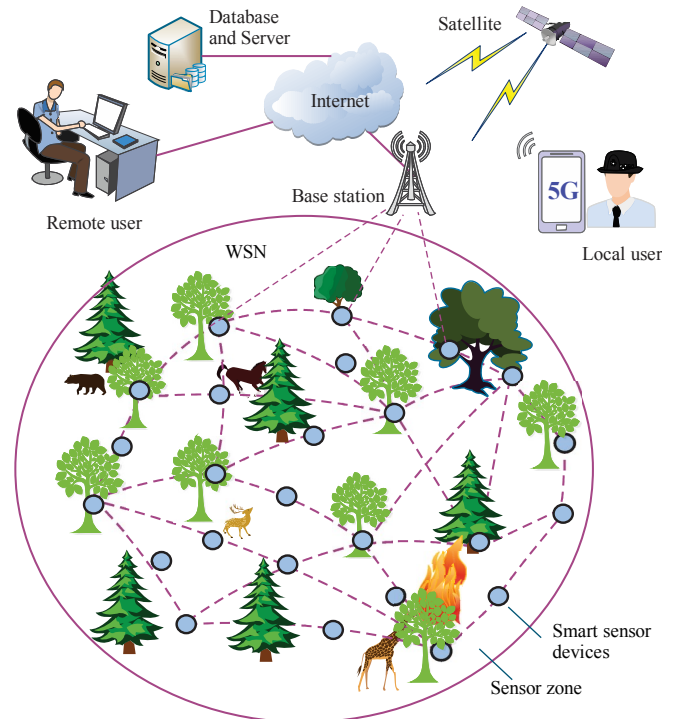 Database
and Server
Satellite
Internet
Base station
5G
Remote user
Local user
WSN
Smart sensor
devices
Sensor zone